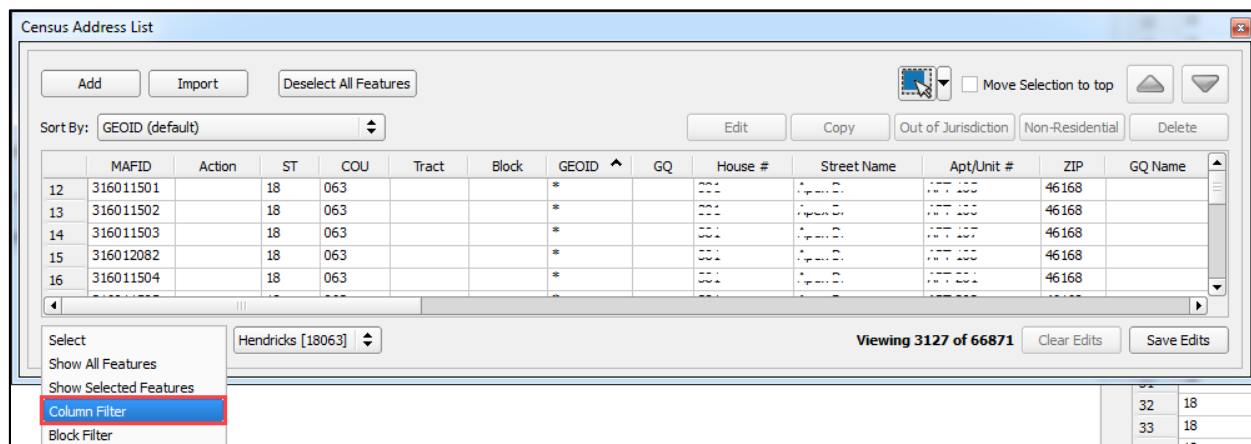 Census Address List
Add Import Deselect All Features Move Selection to top
Sort By: GEOID (default) Edit Copy Out of Jurisdiction Non-Residential Delete
MAFID Action ST COU Tract Block GEOID GQ House # Street Name Apt/Unit # ZIP GQ Name
12 316011501 18 063 * 46168
13 316011502 18 063 * 46168
14 316011503 18 063 * 46168
15 316012082 18 063 * 46168
16 316011504 18 063 * 46168
Select Hendricks [18063] Viewing 3127 of 66871 Clear Edits Save Edits
Show All Features
Show Selected Features
Column Filter
32 18
Block Filter
33 18